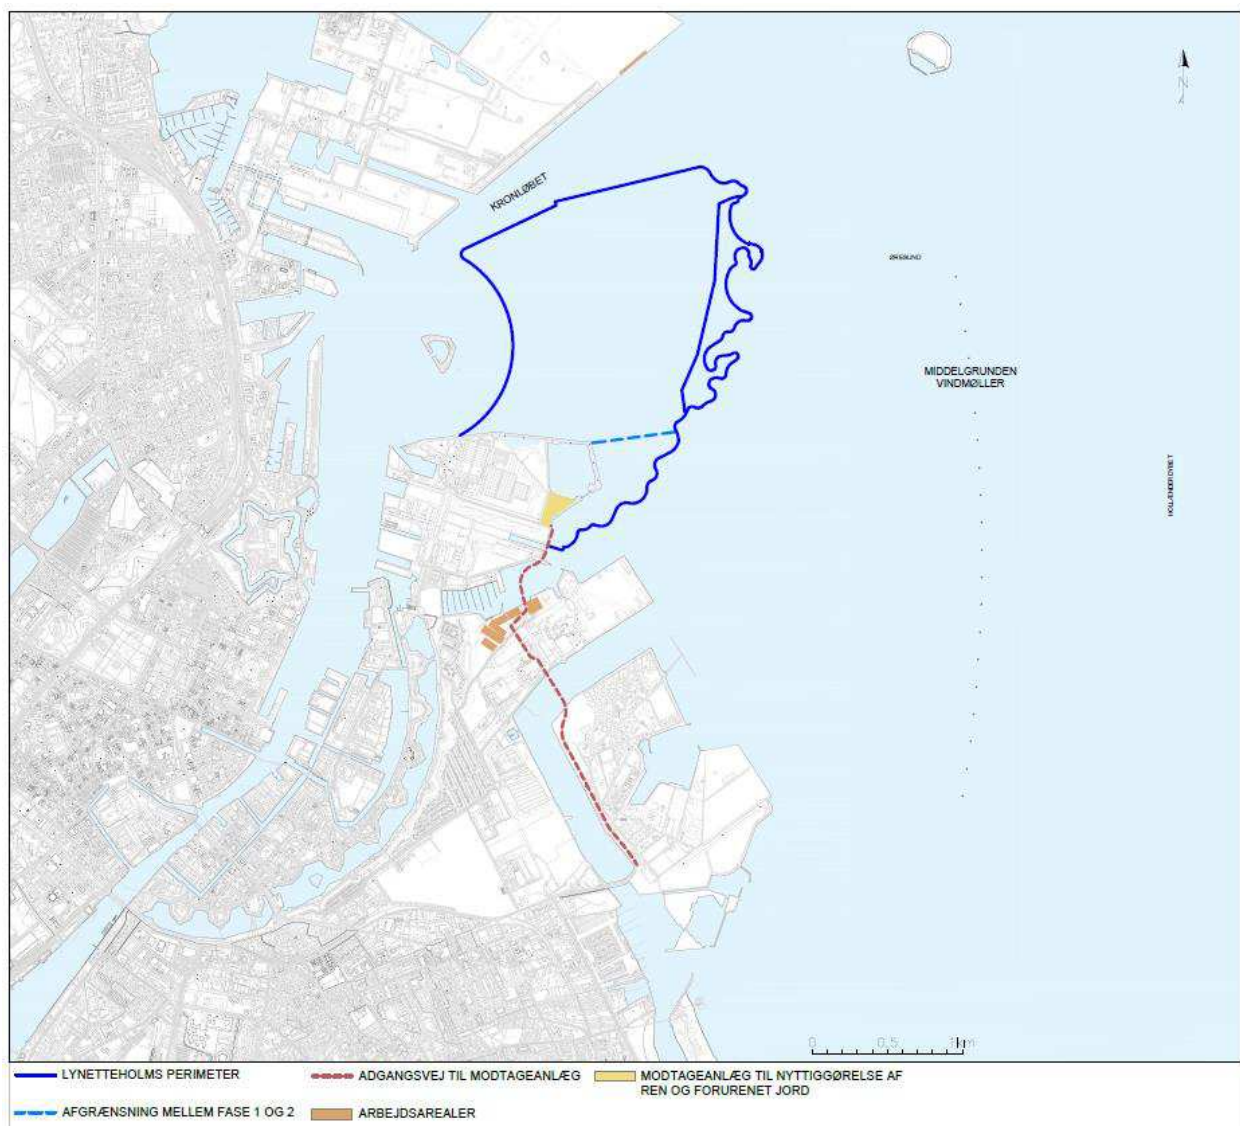 KRONLØBET
N
ØRESUND
MIDDELGRUNDEN
VINDMØLLER
HOLLÆNDERDYBET
0 0,5 1km
LYNETTEHOLMS PERIMETER
ADGANGSVEJ TIL MODTAGEANLÆG
MODTAGEANLÆG TIL NYTTIGGØRELSE AF
REN OG FORURENET JORD
AFGRÆNSNING MELLEM FASE 1 OG 2
ARBEJDSAREALER